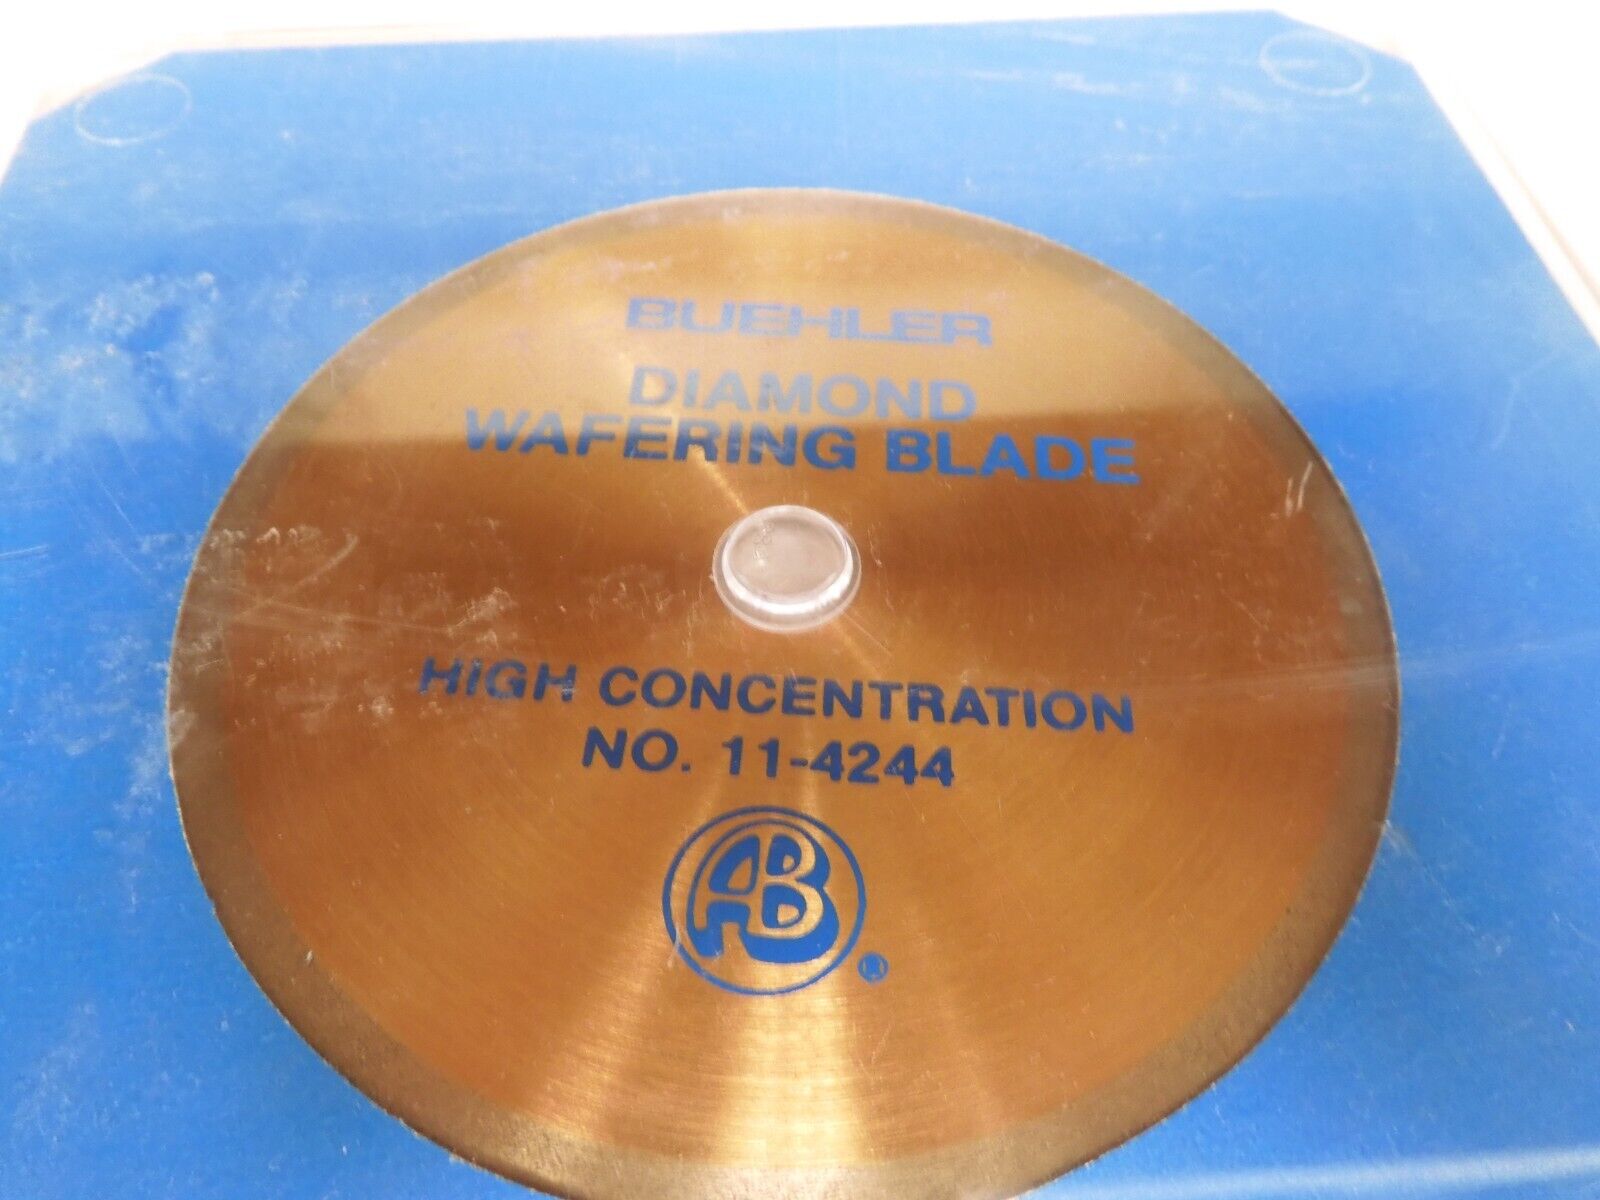 BUEHLER
DIAMOND
WAFERING BLADE
HIGH CONCENTRATION
NO. 11-4244
AB
®